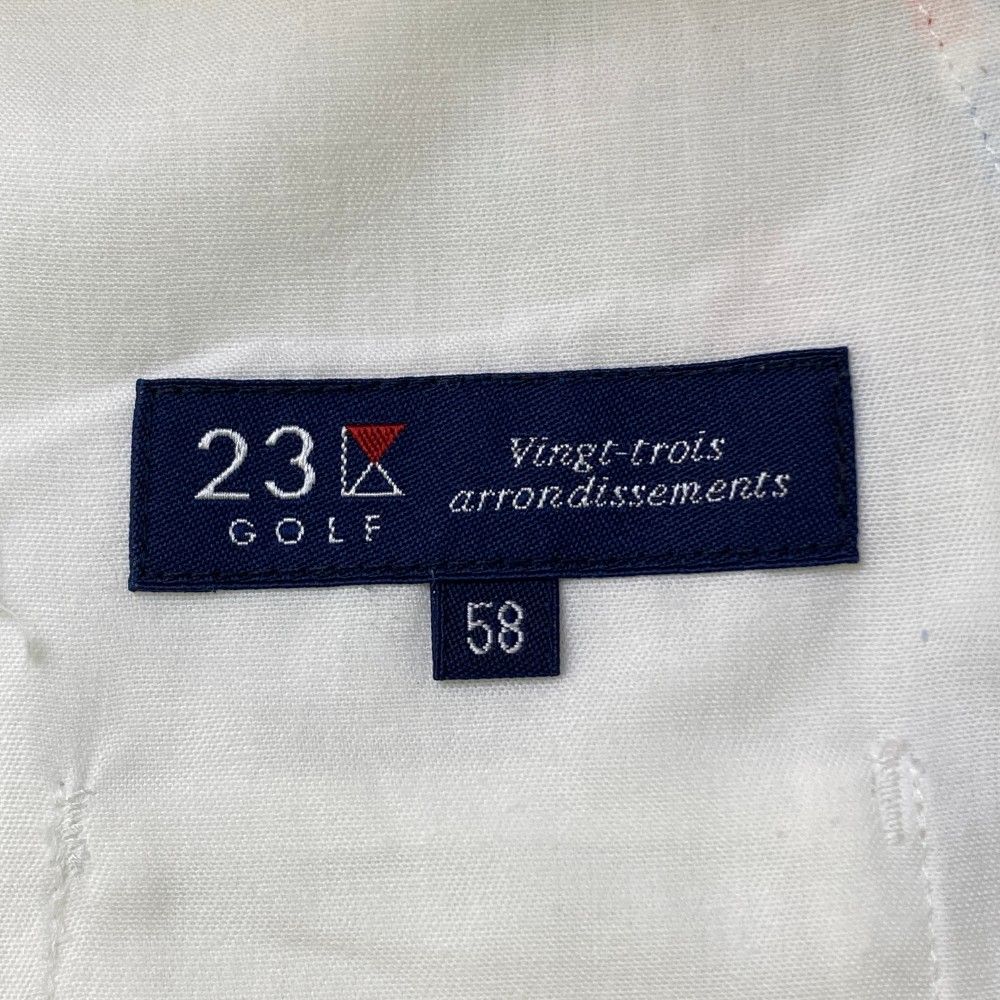 23
GOLF
Vingt-trois
arrondissements
58